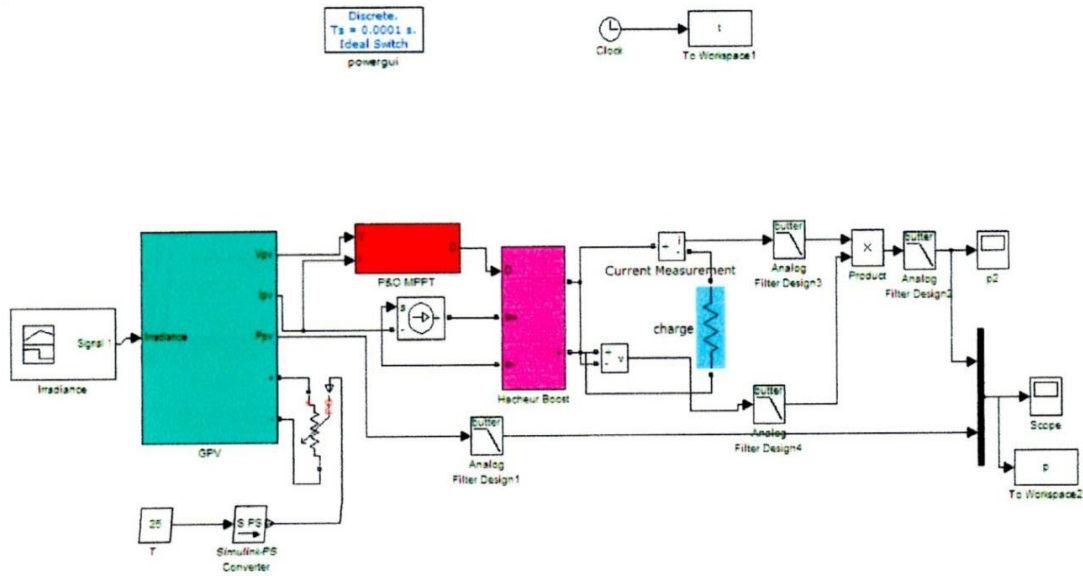 Discrete,
Ts = 0.0001 s.
Ideal Switch
powergui
Clock
t
To Workspace1
Signal 1
Irradiance
Irradiance
Vpv
Ipv
Ppv
+
-
GPV
25
T
S PS
Simulink-PS
Converter
D
P&O MPPT
s
-
D
Hacheur Boost
+
i
-
Current Measurement
charge
+
-
v
butter
Analog
Filter Design3
×
Product
butter
Analog
Filter Design2
p2
butter
Analog
Filter Design4
butter
Analog
Filter Design1
Scope
p
To Workspace2